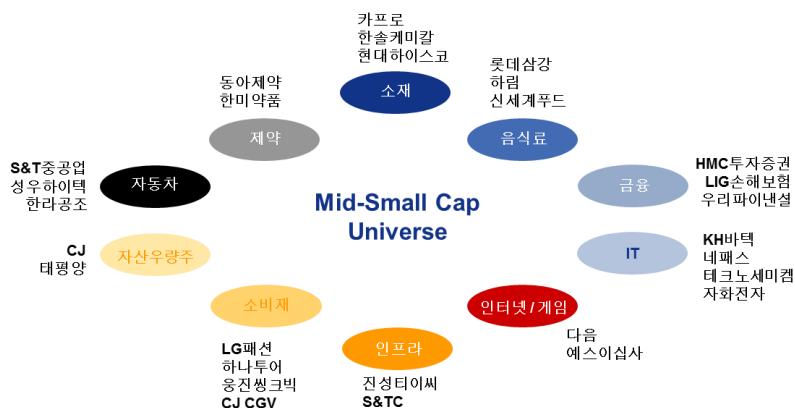 카프로
한솔케미칼
현대하이스코
소재
롯데삼강
하림
신세계푸드
음식료
HMC투자증권
LIG손해보험
우리파이낸셜
금융
KH바텍
네패스
테크노세미켐
자화전자
IT
다음
예스이십사
인터넷 / 게임
진성티이씨
S&TC
인프라
LG패션
하나투어
웅진씽크빅
CJ CGV
소비재
CJ
태평양
자산우량주
S&T중공업
성우하이텍
한라공조
자동차
동아제약
한미약품
제약
Mid-Small Cap
Universe